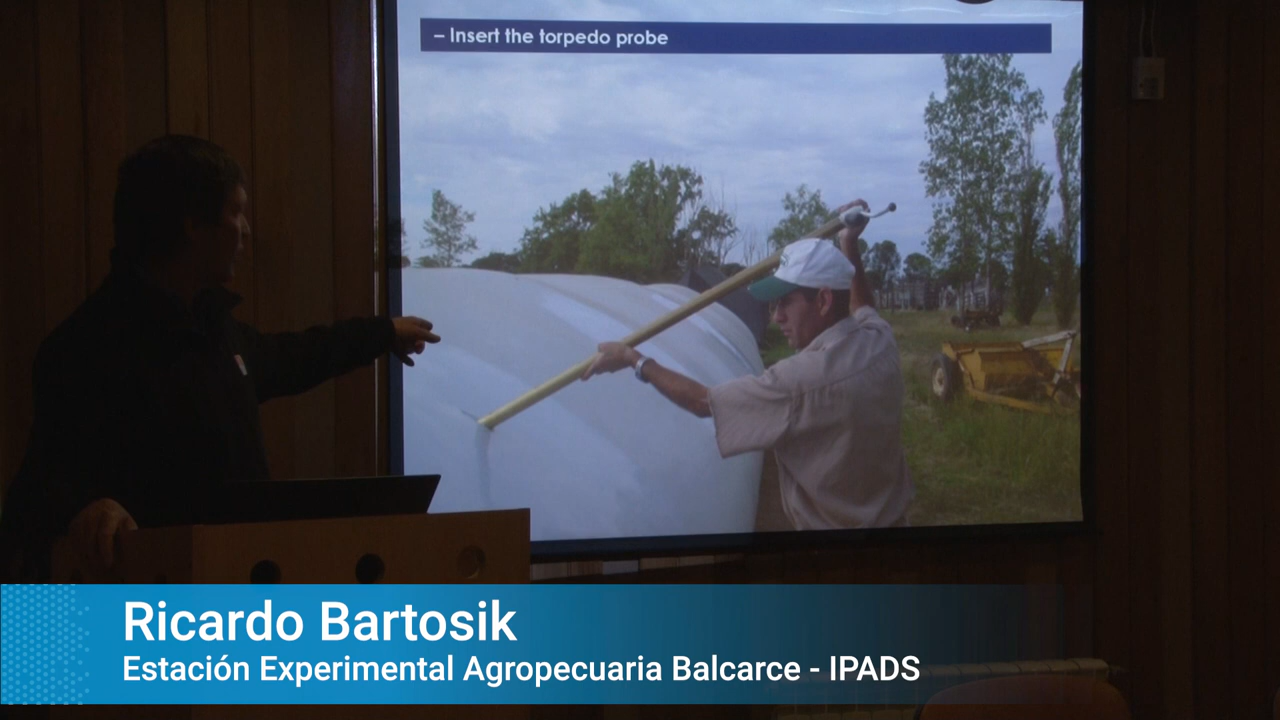 – Insert the torpedo probe
Ricardo Bartosik
Estación Experimental Agropecuaria Balcarce - IPADS